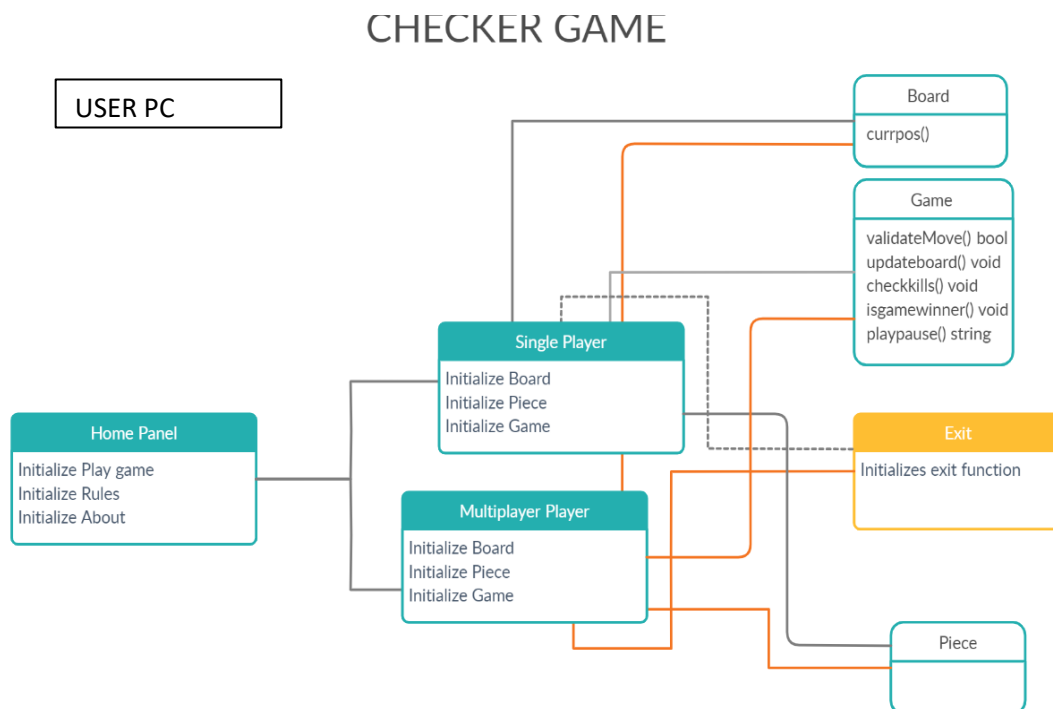 CHECKER GAME
USER PC
Board
currpos()
Game
validateMove() bool
updateboard() void
checkkills() void
isgamewinner() void
playpause() string
Single Player
Initialize Board
Initialize Piece
Initialize Game
Home Panel
Initialize Play game
Initialize Rules
Initialize About
Exit
Initializes exit function
Multiplayer Player
Initialize Board
Initialize Piece
Initialize Game
Piece